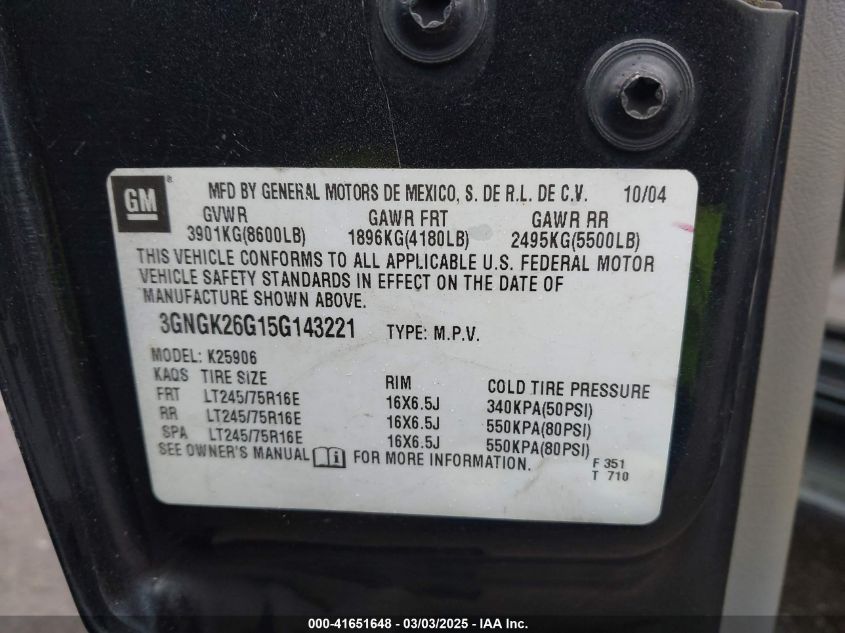 GM ®
MFD BY GENERAL MOTORS DE MEXICO, S. DE R.L. DE C.V. 10/04
GVWR GAWR FRT GAWR RR
3901KG(8600LB) 1896KG(4180LB) 2495KG(5500LB)
THIS VEHICLE CONFORMS TO ALL APPLICABLE U.S. FEDERAL MOTOR
VEHICLE SAFETY STANDARDS IN EFFECT ON THE DATE OF
MANUFACTURE SHOWN ABOVE.
3GNGK26G15G143221 TYPE: M.P.V.
MODEL: K25906
KAQS TIRE SIZE RIM COLD TIRE PRESSURE
FRT LT245/75R16E 16X6.5J 340KPA(50PSI)
RR LT245/75R16E 16X6.5J 550KPA(80PSI)
SPA LT245/75R16E 16X6.5J 550KPA(80PSI)
SEE OWNER'S MANUAL i FOR MORE INFORMATION.
F 351
T 710
000-41651648 - 03/03/2025 - IAA Inc.